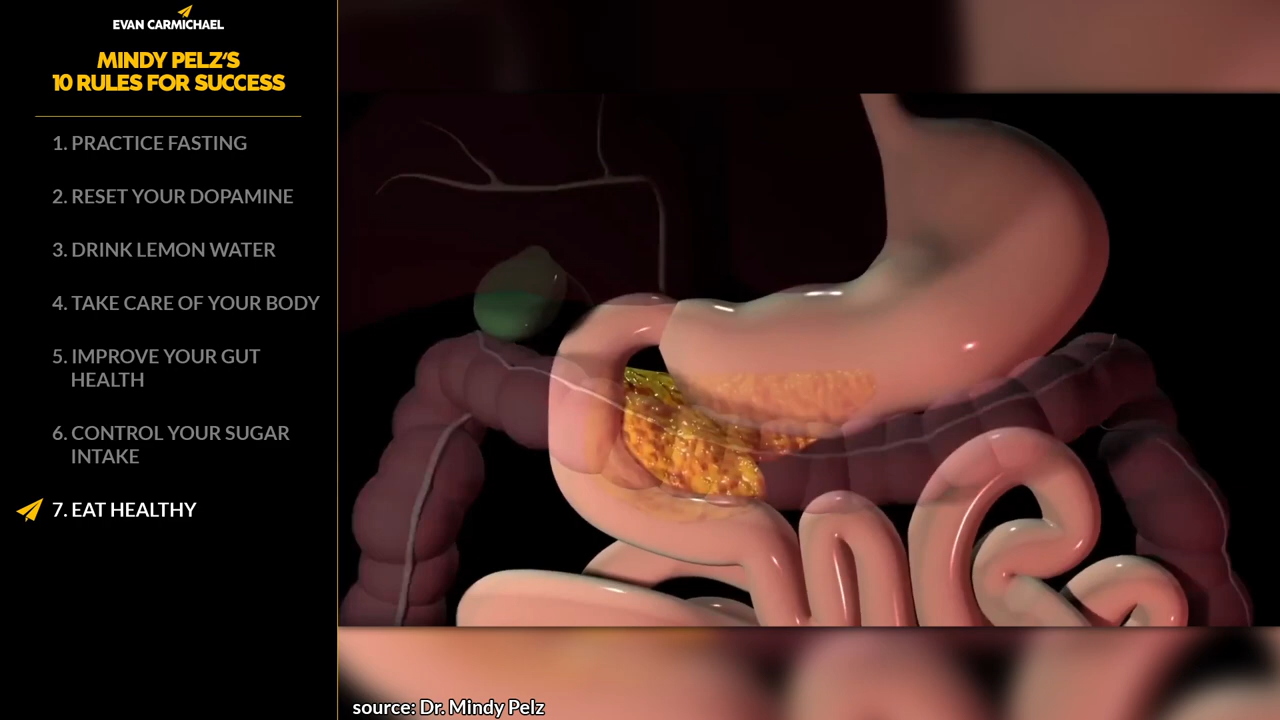 EVAN CARMICHAEL
MINDY PELZ'S
10 RULES FOR SUCCESS
1. PRACTICE FASTING
2. RESET YOUR DOPAMINE
3. DRINK LEMON WATER
4. TAKE CARE OF YOUR BODY
5. IMPROVE YOUR GUT
HEALTH
6. CONTROL YOUR SUGAR
INTAKE
7. EAT HEALTHY
source: Dr. Mindy Pelz